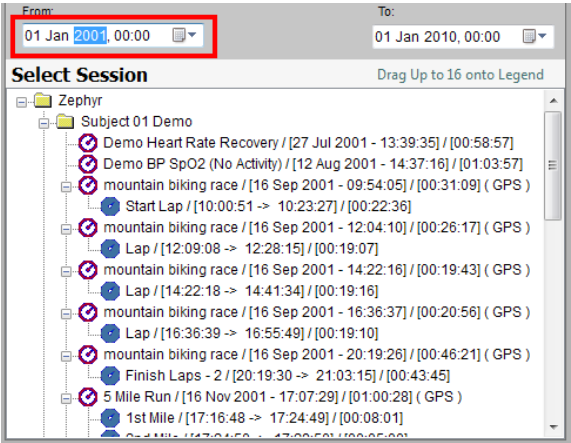 From:
To:
01 Jan 2001, 00:00
01 Jan 2010, 00:00
Select Session
Drag Up to 16 onto Legend
Zephyr
Subject 01 Demo
Demo Heart Rate Recovery / [27 Jul 2001 - 13:39:35] / [00:58:57]
Demo BP SpO2 (No Activity) / [12 Aug 2001 - 14:37:16] / [01:03:57]
mountain biking race / [16 Sep 2001 - 09:54:05] / [00:31:09] ( GPS )
Start Lap / [10:00:51 -> 10:23:27] / [00:22:36]
mountain biking race / [16 Sep 2001 - 12:04:10] / [00:26:17] ( GPS )
Lap / [12:09:08 -> 12:28:15] / [00:19:07]
mountain biking race / [16 Sep 2001 - 14:22:16] / [00:19:43] ( GPS )
Lap / [14:22:18 -> 14:41:34] / [00:19:16]
mountain biking race / [16 Sep 2001 - 16:36:37] / [00:20:56] ( GPS )
Lap / [16:36:39 -> 16:55:49] / [00:19:10]
mountain biking race / [16 Sep 2001 - 20:19:26] / [00:46:21] ( GPS )
Finish Laps - 2 / [20:19:30 -> 21:03:15] / [00:43:45]
5 Mile Run / [16 Nov 2001 - 17:07:29] / [01:00:28] ( GPS )
1st Mile / [17:16:48 -> 17:24:49] / [00:08:01]